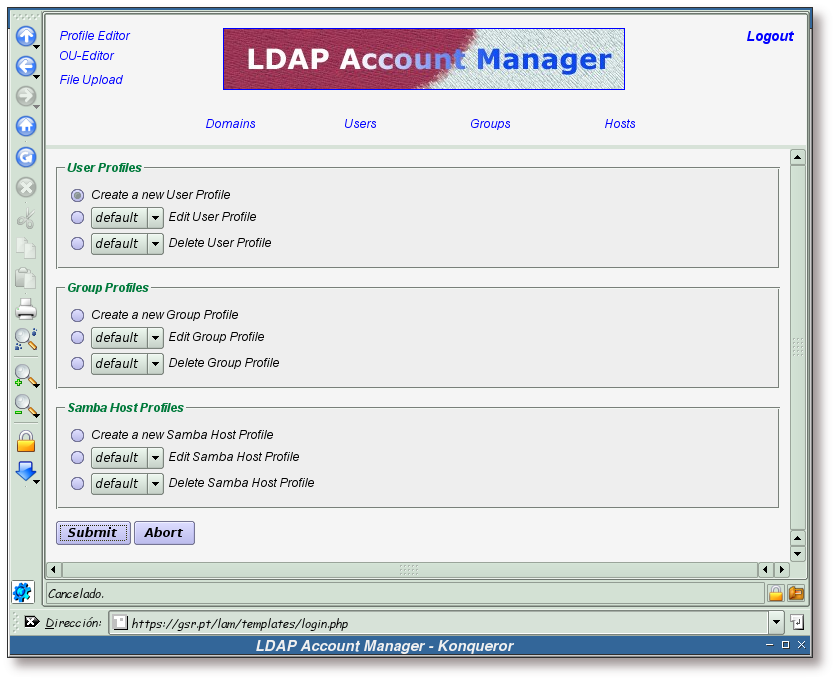 Profile Editor
OU-Editor
File Upload
LDAP Account Manager
Logout
Domains Users Groups Hosts
User Profiles
Create a new User Profile
default Edit User Profile
default Delete User Profile
Group Profiles
Create a new Group Profile
default Edit Group Profile
default Delete Group Profile
Samba Host Profiles
Create a new Samba Host Profile
default Edit Samba Host Profile
default Delete Samba Host Profile
Submit Abort
Cancelado.
Dirección: https://gsr.pt/lam/templates/login.php
LDAP Account Manager - Konqueror